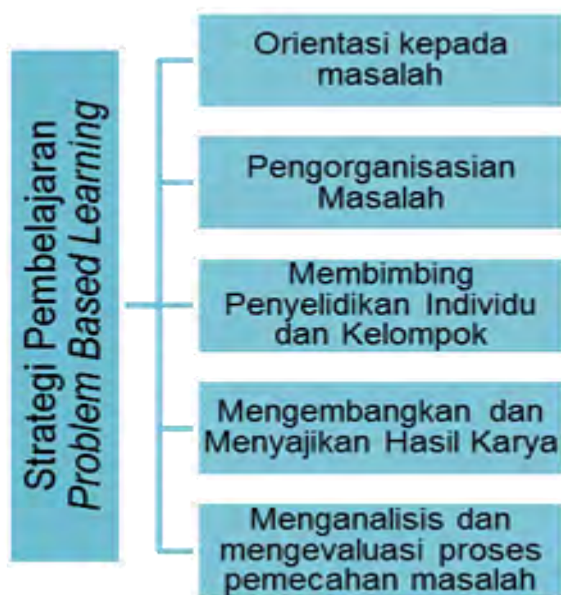 Strategi Pembelajaran
Problem Based Learning
Orientasi kepada
masalah
Pengorganisasian
Masalah
Membimbing
Penyelidikan Individu
dan Kelompok
Mengembangkan dan
Menyajikan Hasil Karya
Menganalisis dan
mengevaluasi proses
pemecahan masalah